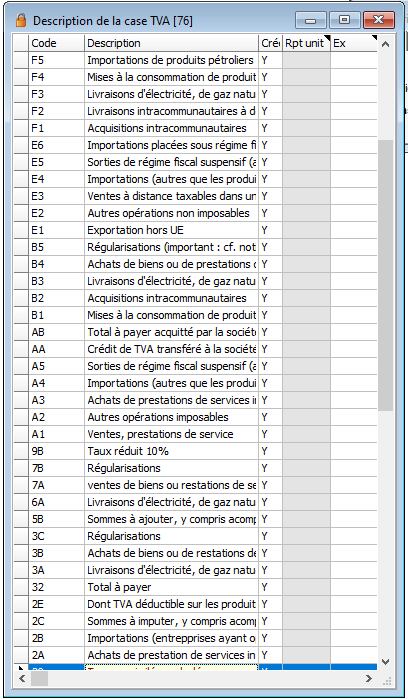 Description de la case TVA [76]
Code Description Créc Rpt unit Ex
F5 Importations de produits pétroliers Y
F4 Mises à la consommation de produit Y
F3 Livraisons d'électricité, de gaz natu Y
F2 Livraisons intracommunautaires à d Y
F1 Acquisitions intracommunautaires Y
E6 Importations placées sous régime fi Y
E5 Sorties de régime fiscal suspensif (a Y
E4 Importations (autres que les produi Y
E3 Ventes à distance taxables dans un Y
E2 Autres opérations non imposables Y
E1 Exportation hors UE Y
B5 Régularisations (important : cf. not Y
B4 Achats de biens ou de prestations d Y
B3 Livraisons d'électricité, de gaz natu Y
B2 Acquisitions intracommunautaires Y
B1 Mises à la consommation de produit Y
AB Total à payer acquitté par la société Y
AA Crédit de TVA transféré à la société Y
A5 Sorties de régime fiscal suspensif (a Y
A4 Importations (autres que les produi Y
A3 Achats de prestations de services in Y
A2 Autres opérations imposables Y
A1 Ventes, prestations de service Y
9B Taux réduit 10% Y
7B Régularisations Y
7A ventes de biens ou restations de se Y
6A Livraisons d'électricité, de gaz natu Y
5B Sommes à ajouter, y compris acomp Y
3C Régularisations Y
3B Achats de biens ou de restations de Y
3A Livraisons d'électricité, de gaz natu Y
32 Total à payer Y
2E Dont TVA déductible sur les produit Y
2C Sommes à imputer, y compris acomp Y
2B Importations (entrepprises ayant o Y
2A Achats de prestation de services in Y